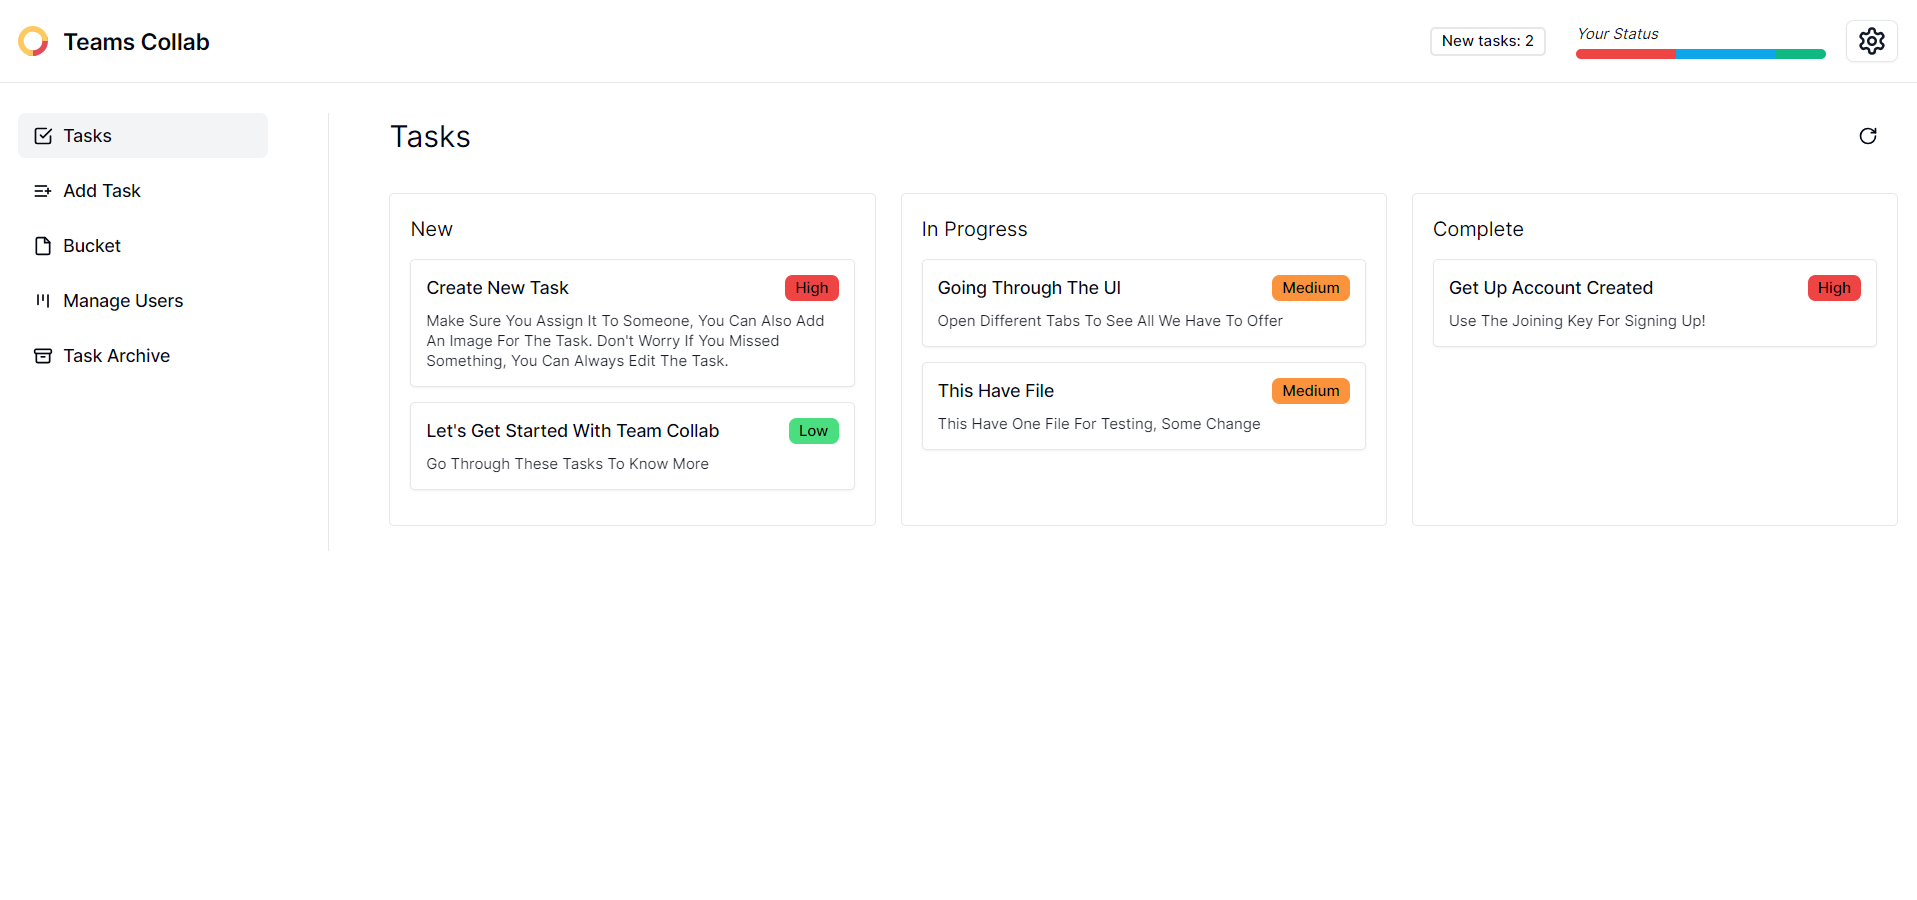 Teams Collab
New tasks: 2
Your Status
Tasks
Add Task
Bucket
Manage Users
Task Archive
Tasks
New
Create New Task
High
Make Sure You Assign It To Someone, You Can Also Add
An Image For The Task. Don't Worry If You Missed
Something, You Can Always Edit The Task.
Let's Get Started With Team Collab
Low
Go Through These Tasks To Know More
In Progress
Going Through The UI
Medium
Open Different Tabs To See All We Have To Offer
This Have File
Medium
This Have One File For Testing, Some Change
Complete
Get Up Account Created
High
Use The Joining Key For Signing Up!